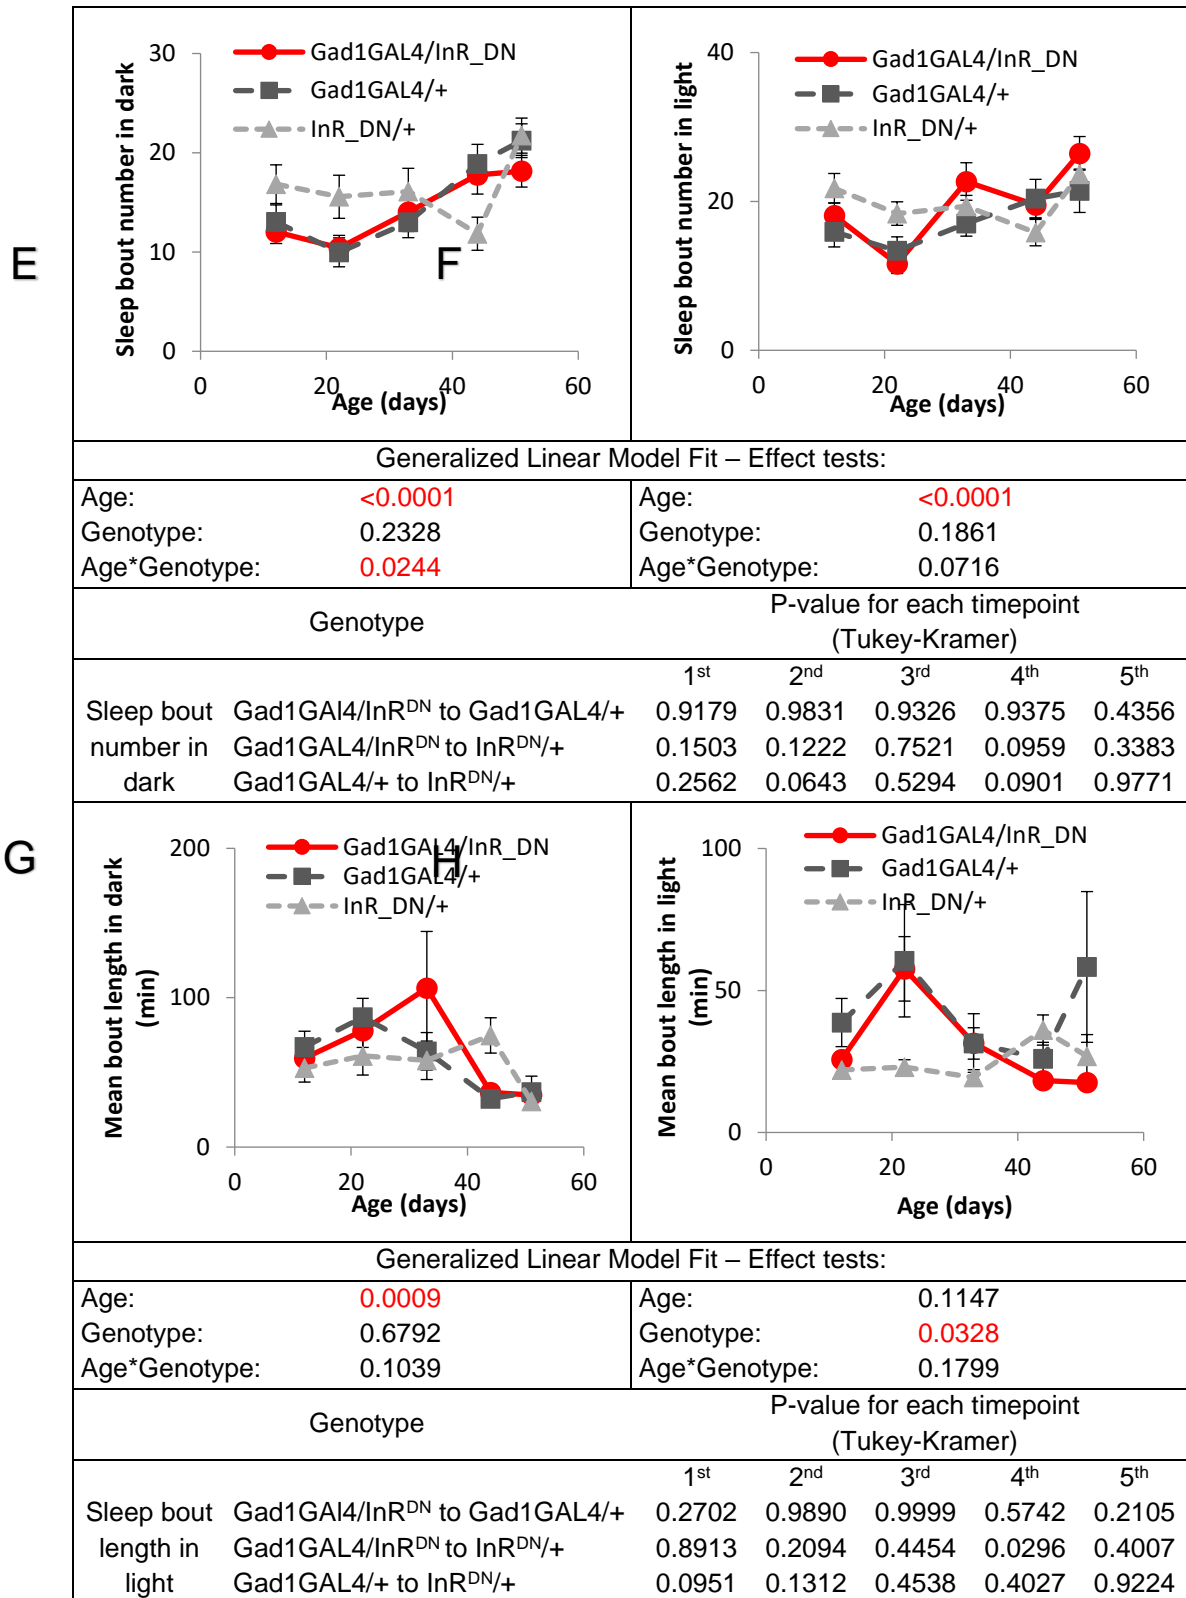 E
30
20
10
0
0
20
40
60
Sleep bout number in dark
Age (days)
Gad1GAL4/InR_DN
Gad1GAL4/+
InR_DN/+
F
40
20
0
0
20
40
60
Sleep bout number in light
Age (days)
Gad1GAL4/InR_DN
Gad1GAL4/+
InR_DN/+
Generalized Linear Model Fit – Effect tests:
Age: <0.0001 Age: <0.0001
Genotype: 0.2328 Genotype: 0.1861
Age*Genotype: 0.0244 Age*Genotype: 0.0716
Genotype
P-value for each timepoint
(Tukey-Kramer)
1st 2nd 3rd 4th 5th
Sleep bout Gad1GAl4/InRDN to Gad1GAL4/+ 0.9179 0.9831 0.9326 0.9375 0.4356
number in Gad1GAL4/InRDN to InRDN/+ 0.1503 0.1222 0.7521 0.0959 0.3383
dark Gad1GAL4/+ to InRDN/+ 0.2562 0.0643 0.5294 0.0901 0.9771
G
200
100
0
0
20
40
60
Mean bout length in dark
(min)
Age (days)
Gad1GAL4/InR_DN
Gad1GAL4/+
InR_DN/+
H
100
50
0
0
20
40
60
Mean bout length in light
(min)
Age (days)
Gad1GAL4/InR_DN
Gad1GAL4/+
InR_DN/+
Generalized Linear Model Fit – Effect tests:
Age: 0.0009 Age: 0.1147
Genotype: 0.6792 Genotype: 0.0328
Age*Genotype: 0.1039 Age*Genotype: 0.1799
Genotype
P-value for each timepoint
(Tukey-Kramer)
1st 2nd 3rd 4th 5th
Sleep bout Gad1GAl4/InRDN to Gad1GAL4/+ 0.2702 0.9890 0.9999 0.5742 0.2105
length in Gad1GAL4/InRDN to InRDN/+ 0.8913 0.2094 0.4454 0.0296 0.4007
light Gad1GAL4/+ to InRDN/+ 0.0951 0.1312 0.4538 0.4027 0.9224